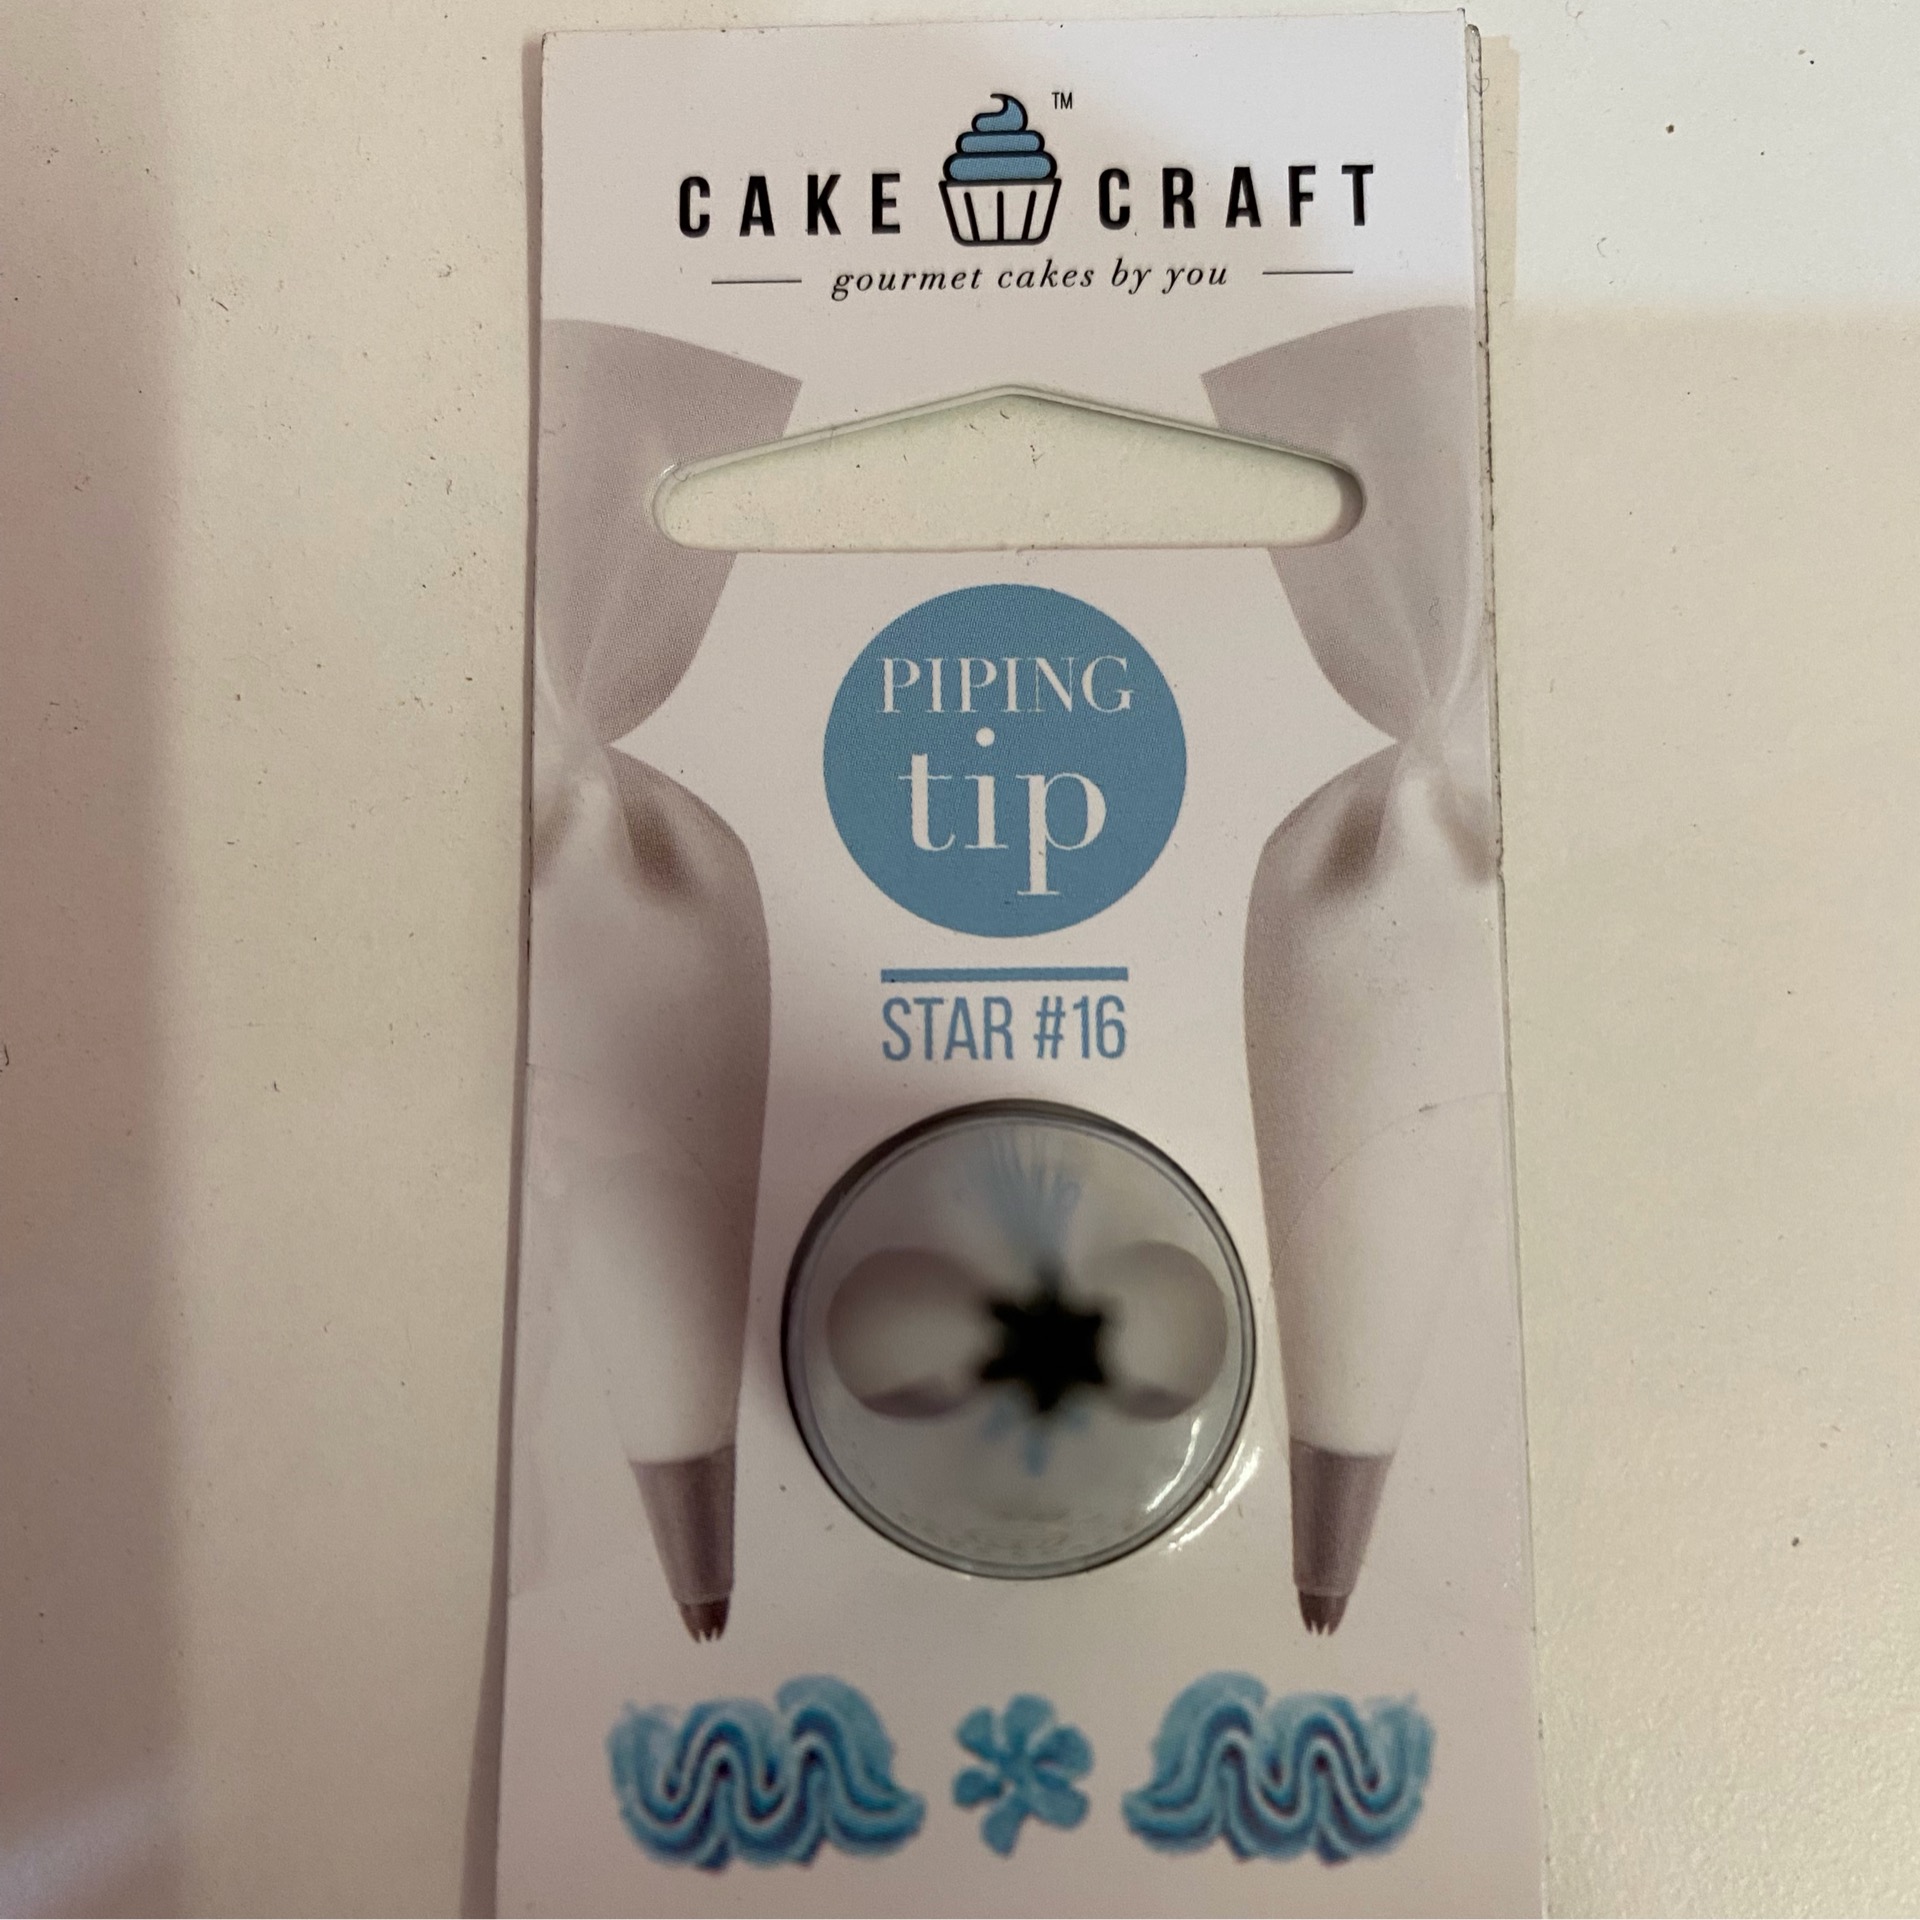 TM
CAKE CRAFT
gourmet cakes by you
PIPING
tip
STAR #16